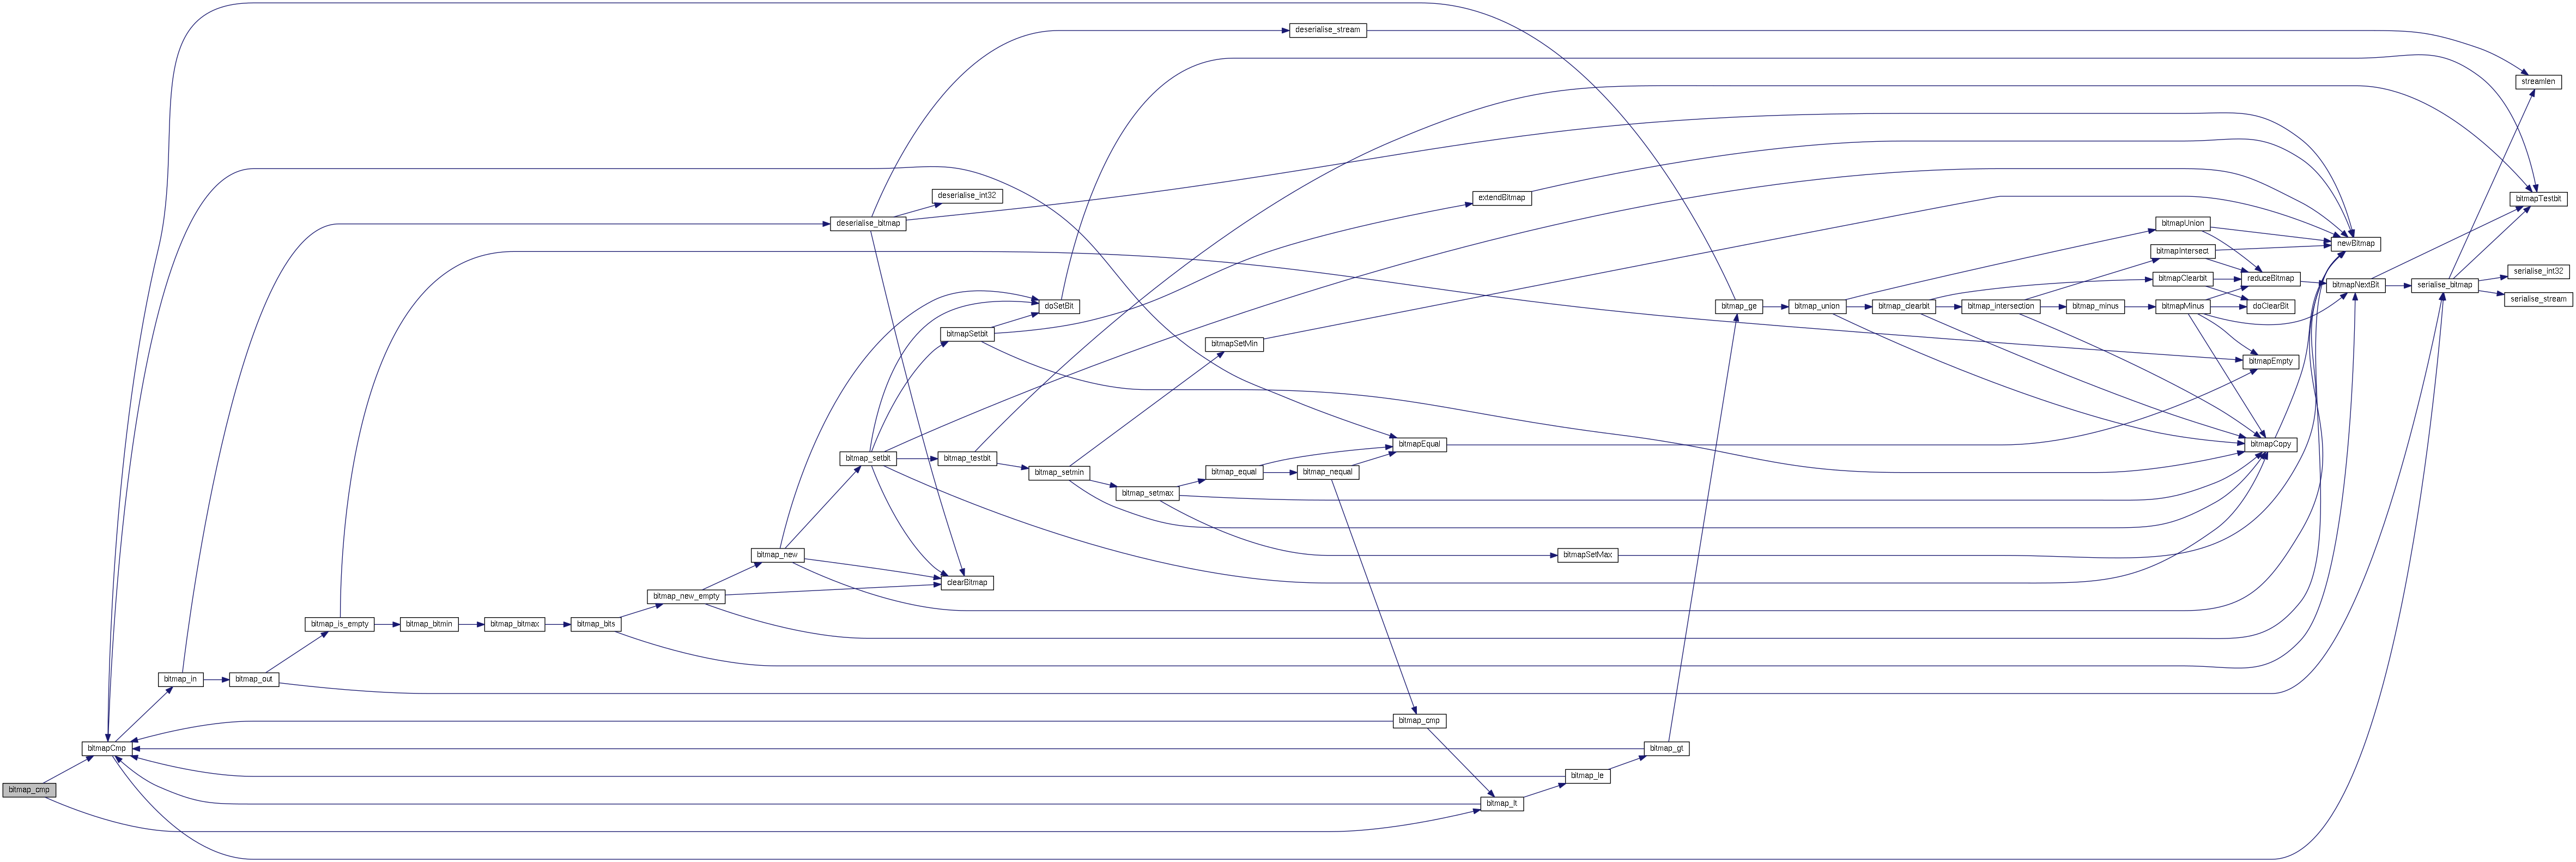 deserialise_stream
streamlen
deserialise_int32
extendBitmap
bitmapTestbit
deserialise_bitmap
bitmapUnion
newBitmap
bitmapIntersect
serialise_int32
bitmapClearbit
reduceBitmap
bitmapNextBit
serialise_bitmap
serialise_stream
doSetBit
bitmap_ge
bitmap_union
bitmap_clearbit
bitmap_intersection
bitmap_minus
bitmapMinus
doClearBit
bitmapSetbit
bitmapSetMin
bitmapEmpty
bitmapEqual
bitmapCopy
bitmap_setbit
bitmap_testbit
bitmap_setmin
bitmap_equal
bitmap_nequal
bitmap_setmax
bitmap_new
bitmapSetMax
clearBitmap
bitmap_new_empty
bitmap_is_empty
bitmap_bitmin
bitmap_bitmax
bitmap_bits
bitmap_in
bitmap_out
bitmap_cmp
bitmapCmp
bitmap_gt
bitmap_le
bitmap_cmp
bitmap_lt